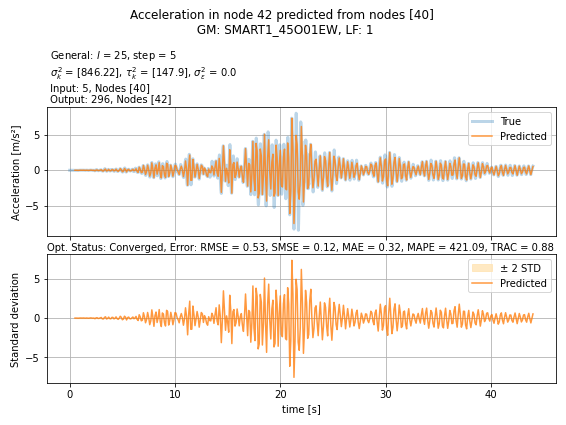 Acceleration in node 42 predicted from nodes [40]
GM: SMART1_45O01EW, LF: 1
General: l = 25, step = 5
σ²ₖ = [846.22], τ²ₖ = [147.9], σ²ε = 0.0
Input: 5, Nodes [40]
Output: 296, Nodes [42]
Acceleration [m/s²]
5
0
−5
True
Predicted
Opt. Status: Converged, Error: RMSE = 0.53, SMSE = 0.12, MAE = 0.32, MAPE = 421.09, TRAC = 0.88
Standard deviation
5
0
−5
± 2 STD
Predicted
0 10 20 30 40
time [s]